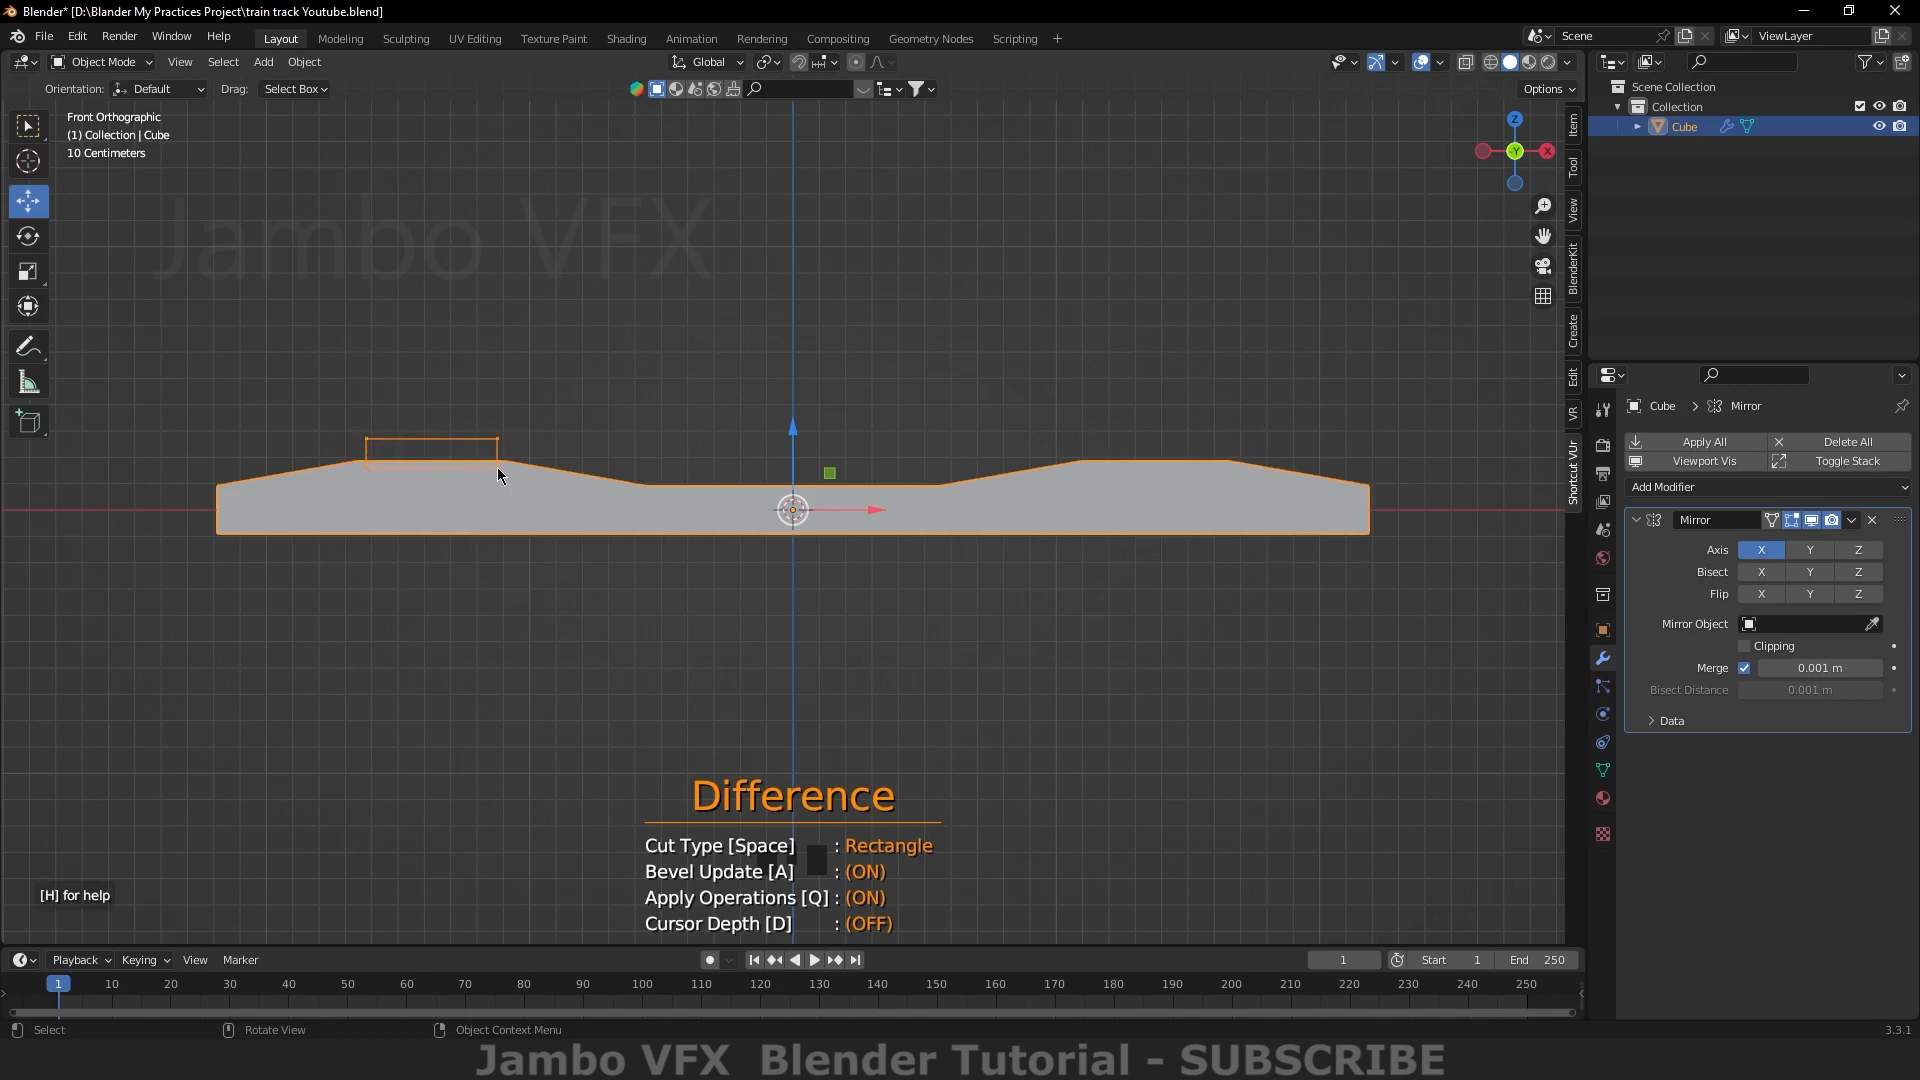 Blender* [D:\Blander My Practices Project\train track Youtube.blend]
File Edit Render Window Help Layout Modeling Sculpting UV Editing Texture Paint Shading Animation Rendering Compositing Geometry Nodes Scripting +
Scene ViewLayer
Object Mode View Select Add Object Global
Orientation: Default Drag: Select Box Options
Front Orthographic
(1) Collection | Cube
10 Centimeters
Jambo VFX
Z
-Y
X
Item
Tool
View
BlenderKit
Create
Edit
VR
Shortcut VUr
Scene Collection
Collection
Cube
Cube > Mirror
Apply All Delete All
Viewport Vis Toggle Stack
Add Modifier
Mirror
Axis X Y Z
Bisect X Y Z
Flip X Y Z
Mirror Object
Clipping
Merge 0.001 m
Bisect Distance 0.001 m
Data
Difference
Cut Type [Space] : Rectangle
Bevel Update [A] : (ON)
Apply Operations [Q] : (ON)
Cursor Depth [D] : (OFF)
[H] for help
Playback Keying View Marker 1 Start 1 End 250
1 10 20 30 40 50 60 70 80 90 100 110 120 130 140 150 160 170 180 190 200 210 220 230 240 250
Select Rotate View Object Context Menu 3.3.1
Jambo VFX Blender Tutorial - SUBSCRIBE